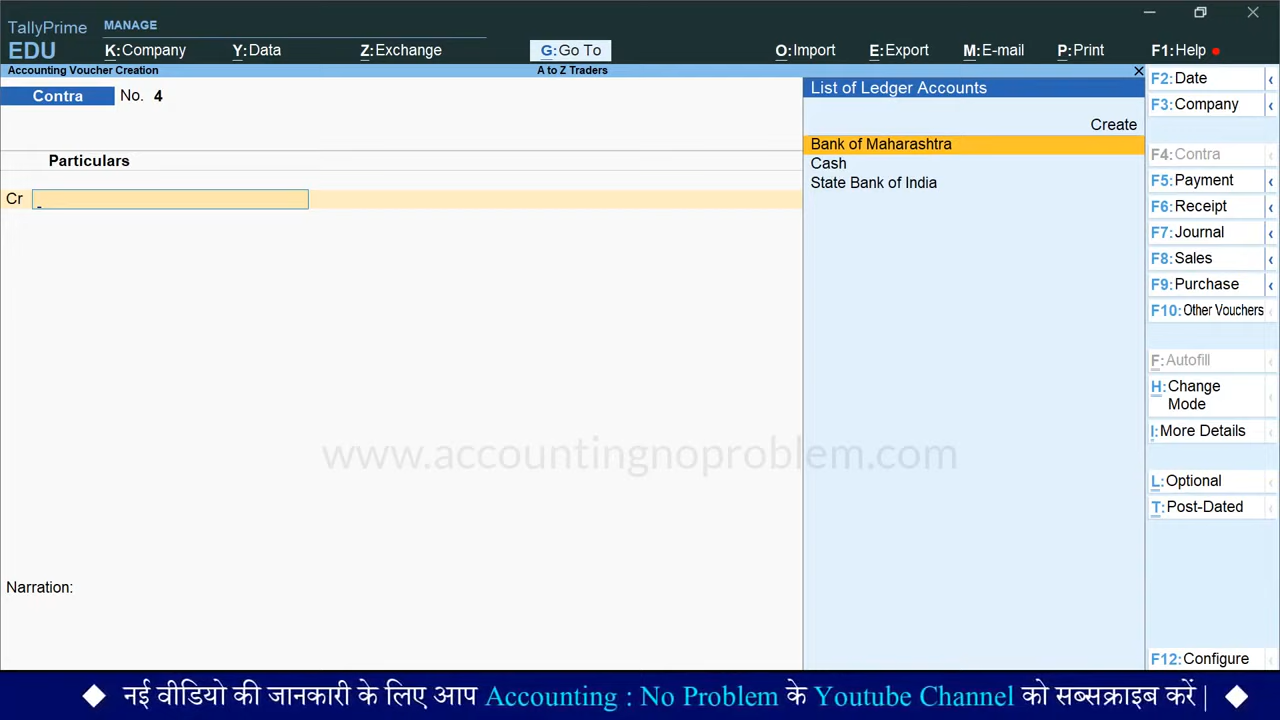 TallyPrime
EDU
MANAGE
K:Company
Y:Data
Z:Exchange
G:Go To
O:Import
E:Export
M:E-mail
P:Print
F1:Help
Accounting Voucher Creation
A to Z Traders
Contra No. 4
Particulars
Cr
Narration:
List of Ledger Accounts
Create
Bank of Maharashtra
Cash
State Bank of India
F2:Date
F3:Company
F4:Contra
F5:Payment
F6:Receipt
F7:Journal
F8:Sales
F9:Purchase
F10:Other Vouchers
F:Autofill
H:Change
Mode
I:More Details
L:Optional
T:Post-Dated
F12:Configure
www.accountingnoproblem.com
नई वीडियो की जानकारी के लिए आप Accounting : No Problem के Youtube Channel को सब्सक्राइब करें |